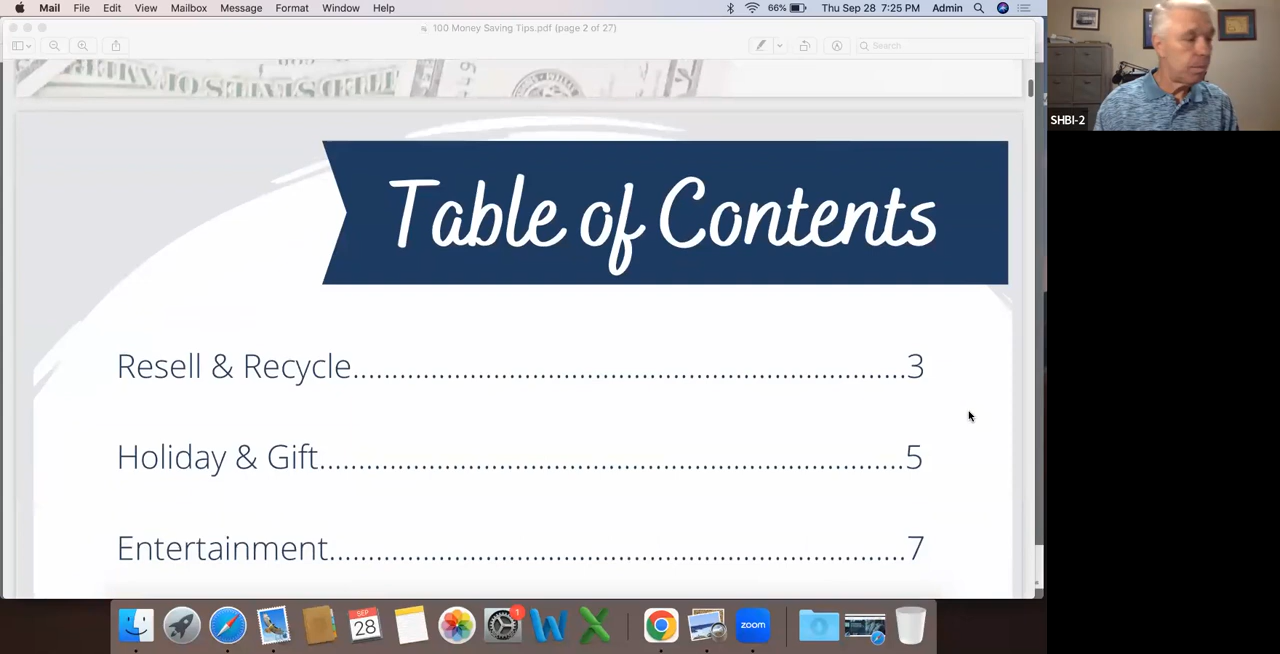 Mail File Edit View Mailbox Message Format Window Help 66% Thu Sep 28 7:25 PM Admin
100 Money Saving Tips.pdf (page 2 of 27)
Search
SHBI-2
Table of Contents
Resell & Recycle..........................................................................3
Holiday & Gift..............................................................................5
Entertainment.............................................................................7
SEP
28
1
W
X
zoom